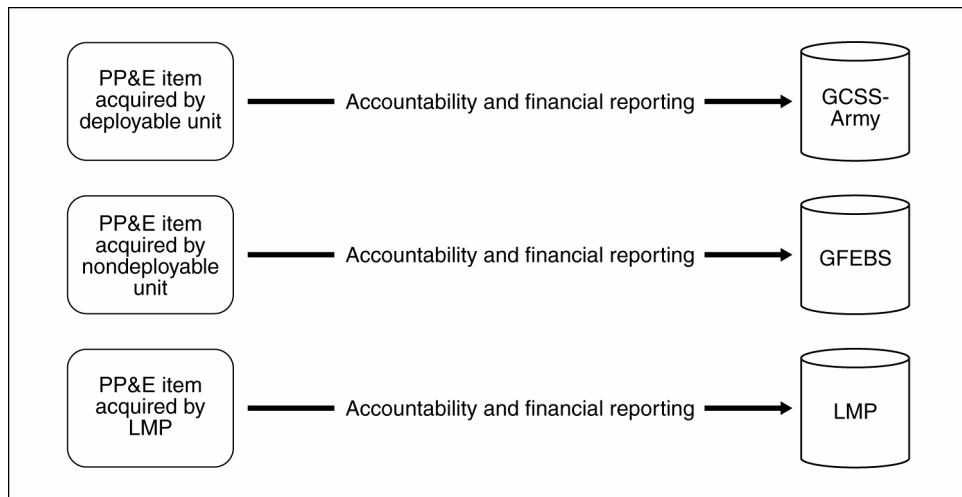 PP&E item
acquired by
deployable unit
Accountability and financial reporting
GCSS-
Army
PP&E item
acquired by
nondeployable
unit
Accountability and financial reporting
GFEBS
PP&E item
acquired by
LMP
Accountability and financial reporting
LMP